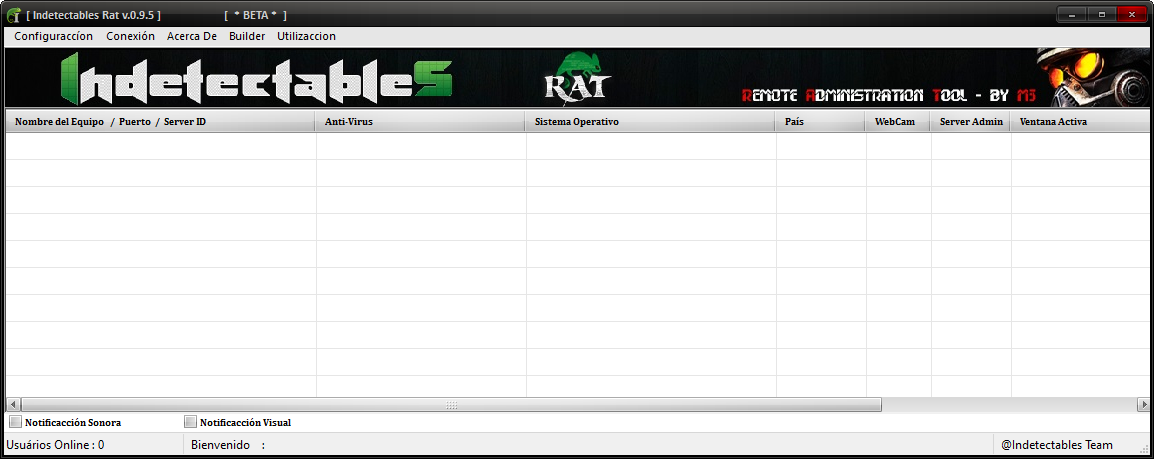 [ Indetectables Rat v.0.9.5 ] [ * BETA * ]
Configuraccíon Conexión Acerca De Builder Utilizaccion
IndetectableS RAT Remote Administration Tool - By M3
Nombre del Equipo / Puerto / Server ID Anti-Virus Sistema Operativo País WebCam Server Admin Ventana Activa
Notificacción Sonora Notificacción Visual
Usuários Online : 0 Bienvenido : @Indetectables Team